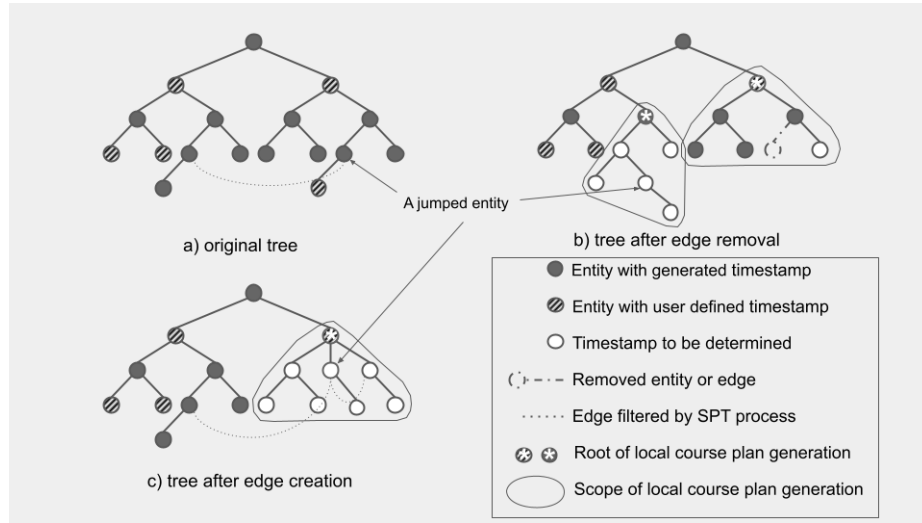 A jumped entity
a) original tree
b) tree after edge removal
Entity with generated timestamp
Entity with user defined timestamp
Timestamp to be determined
Removed entity or edge
Edge filtered by SPT process
Root of local course plan generation
Scope of local course plan generation
c) tree after edge creation